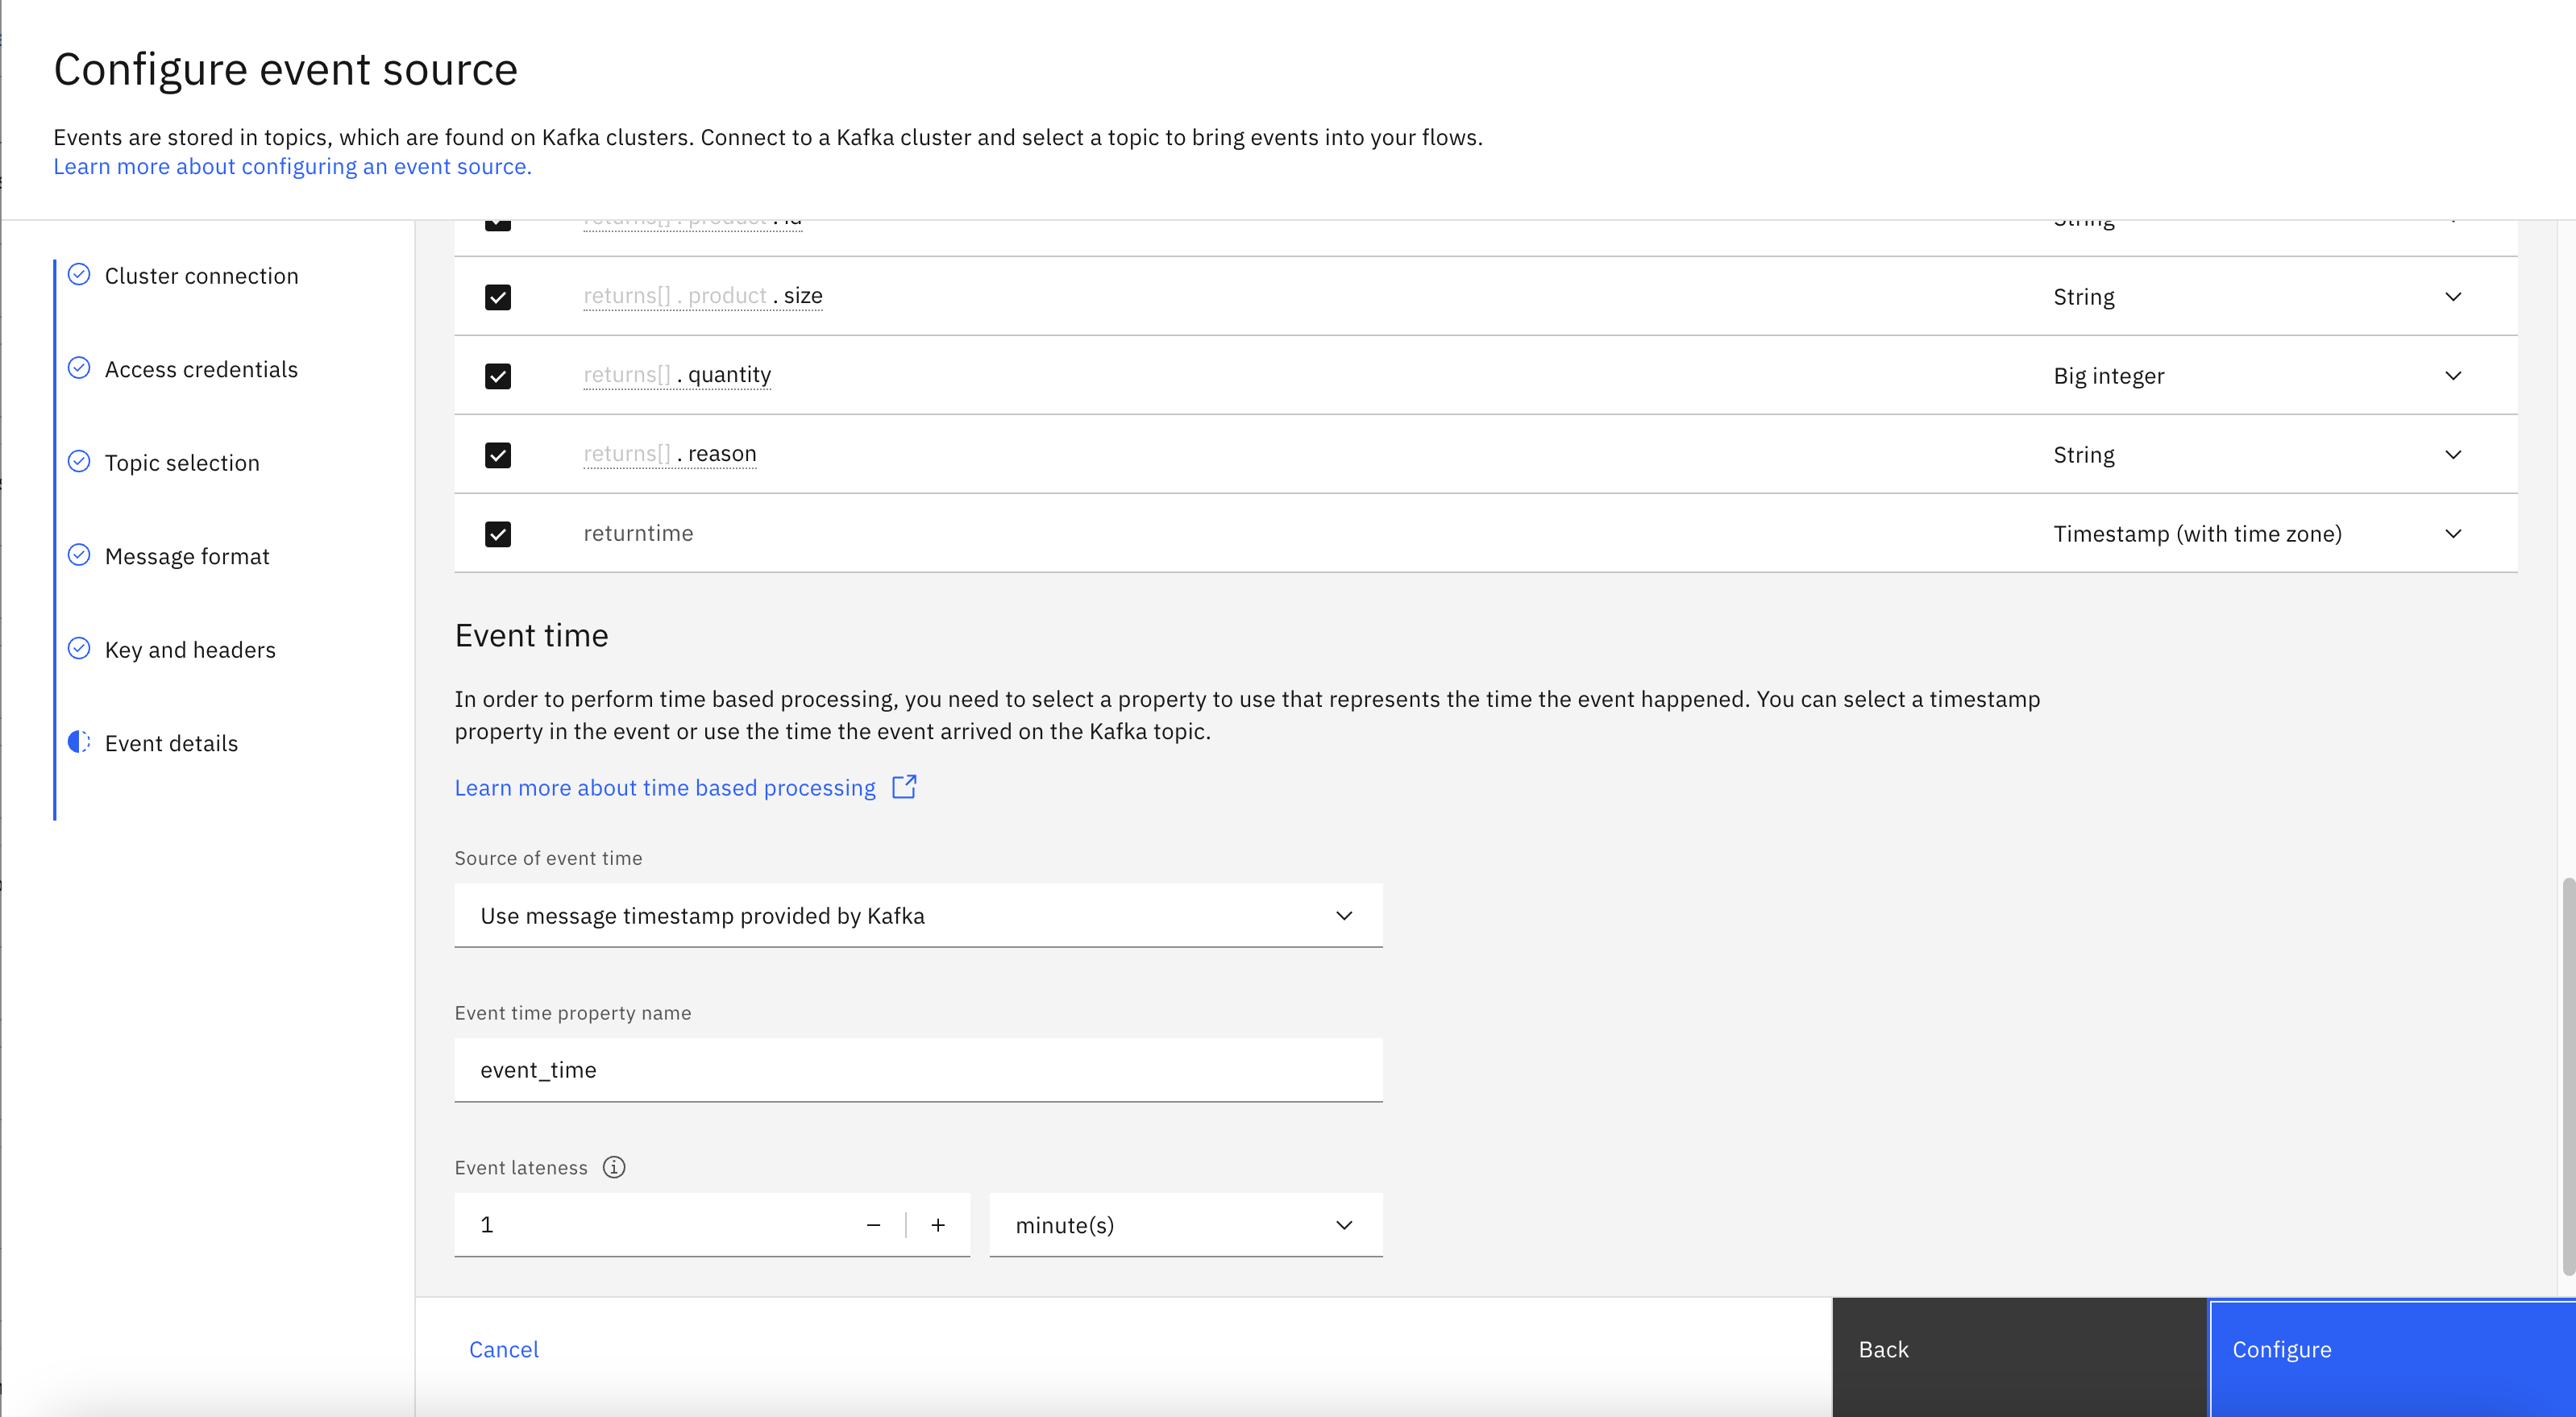 Configure event source
Events are stored in topics, which are found on Kafka clusters. Connect to a Kafka cluster and select a topic to bring events into your flows.
Learn more about configuring an event source.
Cluster connection
Access credentials
Topic selection
Message format
Key and headers
Event details
returns[] . product . id String
returns[] . product . size String
returns[] . quantity Big integer
returns[] . reason String
returntime Timestamp (with time zone)
Event time
In order to perform time based processing, you need to select a property to use that represents the time the event happened. You can select a timestamp
property in the event or use the time the event arrived on the Kafka topic.
Learn more about time based processing
Source of event time
Use message timestamp provided by Kafka
Event time property name
event_time
Event lateness
1 minute(s)
Cancel Back Configure